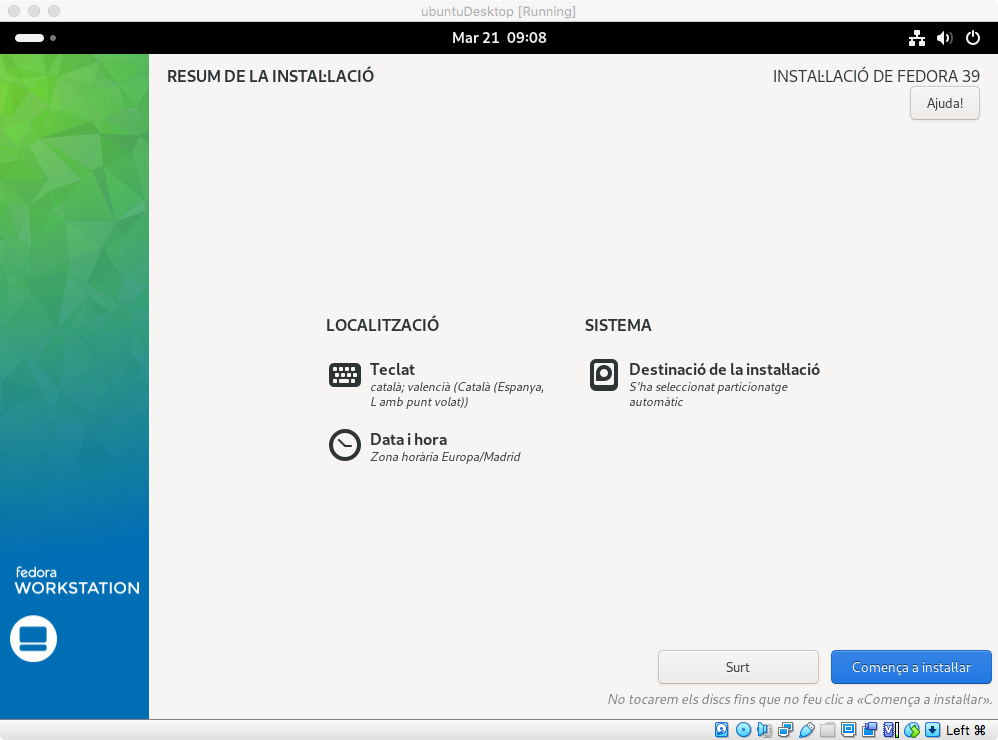 ubuntuDesktop [Running]
Mar 21 09:08
RESUM DE LA INSTAL·LACIÓ
INSTAL·LACIÓ DE FEDORA 39
Ajuda!
LOCALITZACIÓ
Teclat
català; valencià (Català (Espanya,
L amb punt volat))
Data i hora
Zona horària Europa/Madrid
SISTEMA
Destinació de la instal·lació
S'ha seleccionat particionatge
automàtic
fedora
WORKSTATION
Surt
Comença a instal·lar
No tocarem els discs fins que no feu clic a «Comença a instal·lar».
Left ⌘